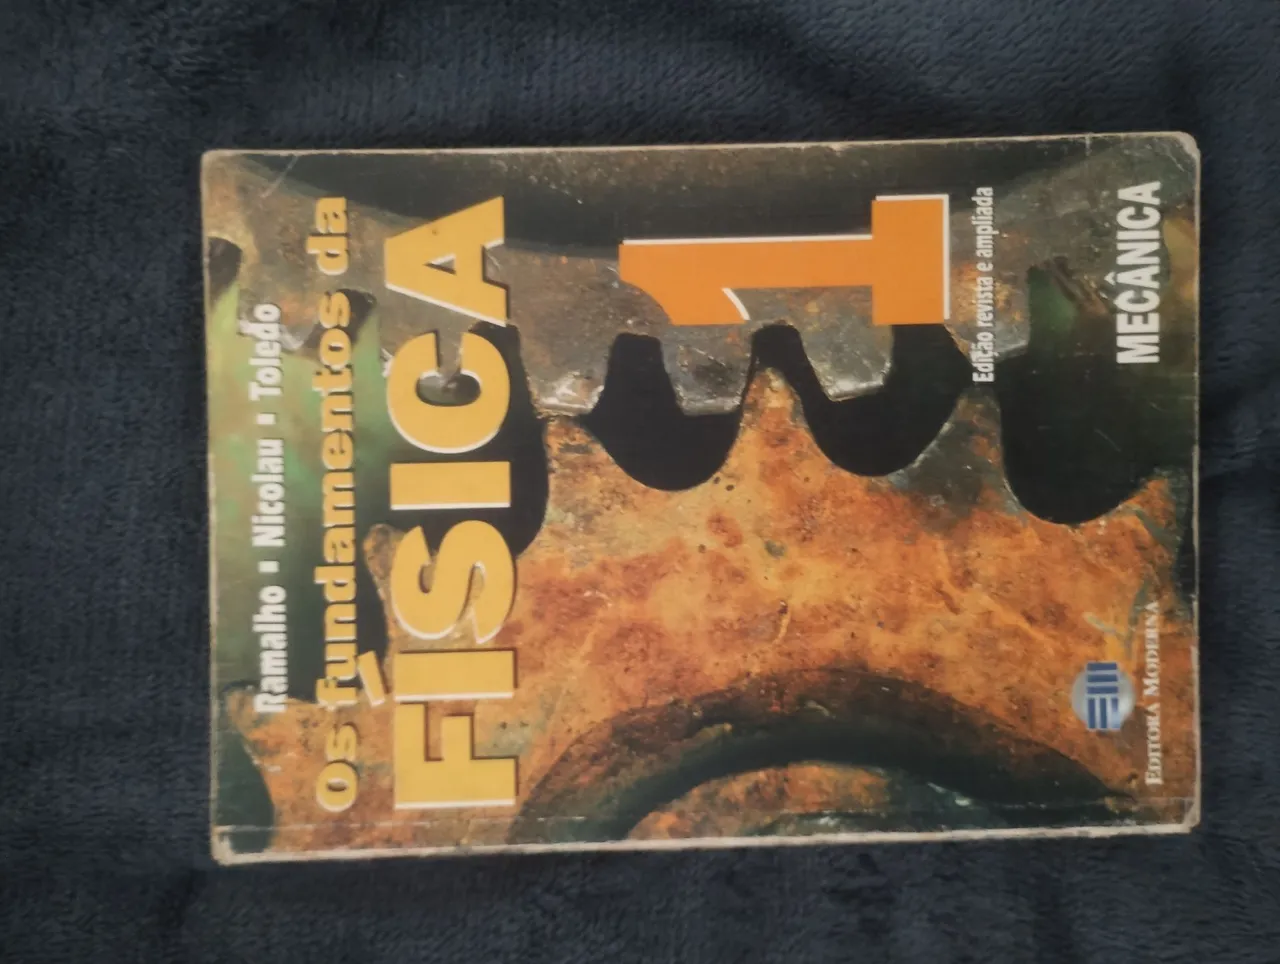 Ramalho ▪ Nicolau ▪ Toledo
Os fundamentos da
FÍSICA
1
Edição revista e ampliada
EDITORA MODERNA
MECÂNICA